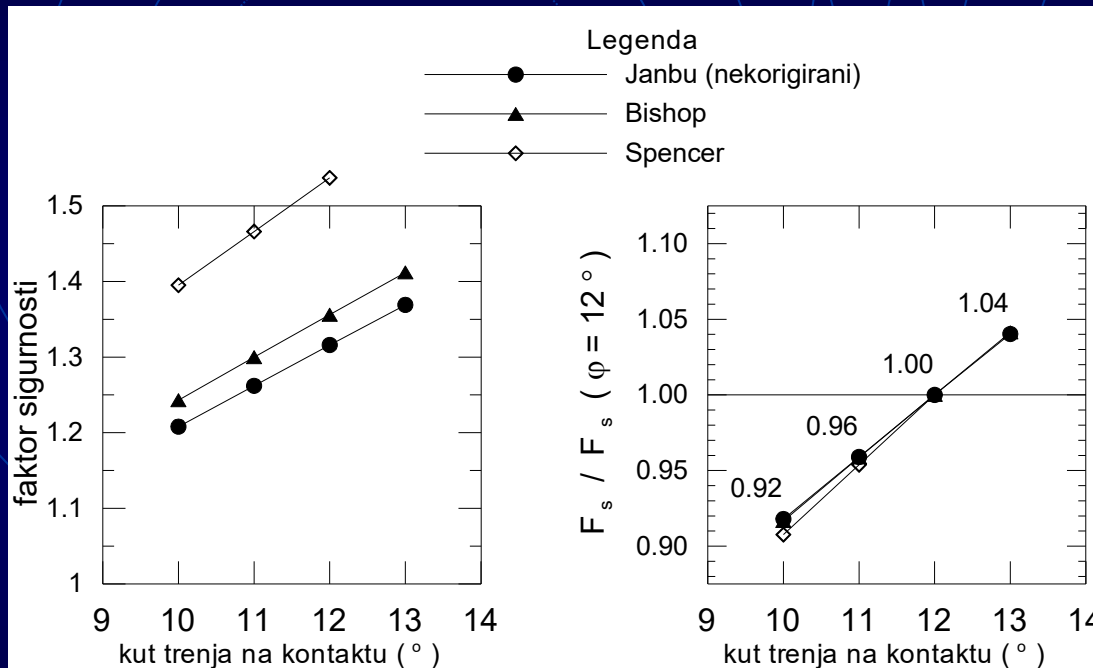 Legenda
Janbu (nekorigirani)
Bishop
Spencer
faktor sigurnosti
1.5
1.4
1.3
1.2
1.1
1
9 10 11 12 13 14
kut trenja na kontaktu ( ° )
F s / F s ( φ = 12 ° )
1.10
1.05
1.00
0.95
0.90
0.92
0.96
1.00
1.04
9 10 11 12 13 14
kut trenja na kontaktu ( ° )